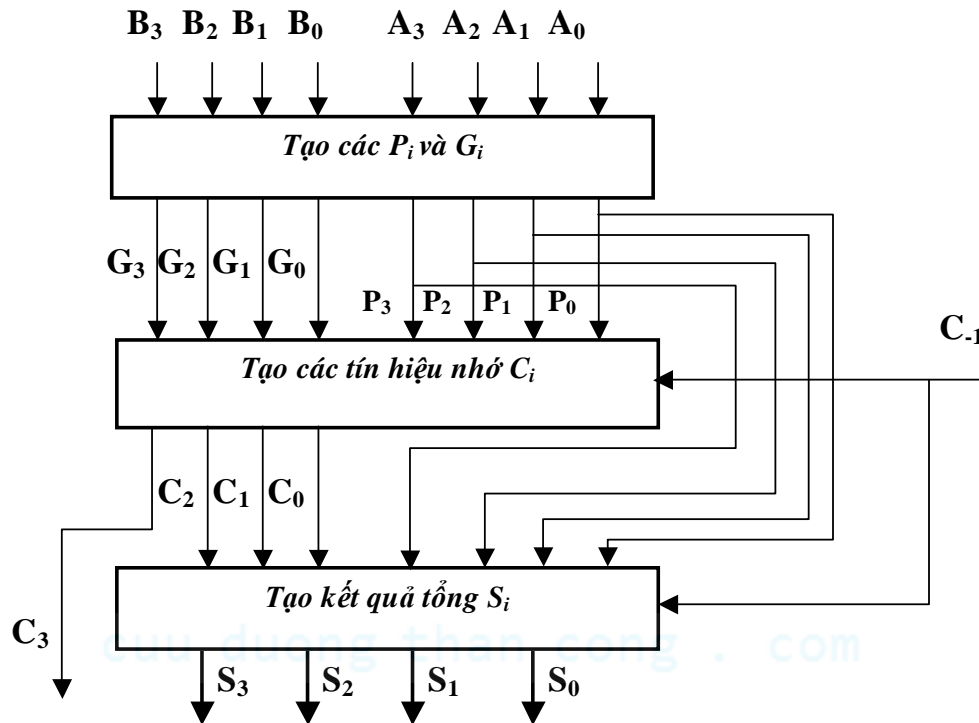 B₃ B₂ B₁ B₀ A₃ A₂ A₁ A₀
Tạo các Pᵢ và Gᵢ
G₃ G₂ G₁ G₀
P₃ P₂ P₁ P₀
C₋₁
Tạo các tín hiệu nhớ Cᵢ
C₂ C₁ C₀
Tạo kết quả tổng Sᵢ
C₃
cuu duong than cong . com
S₃ S₂ S₁ S₀